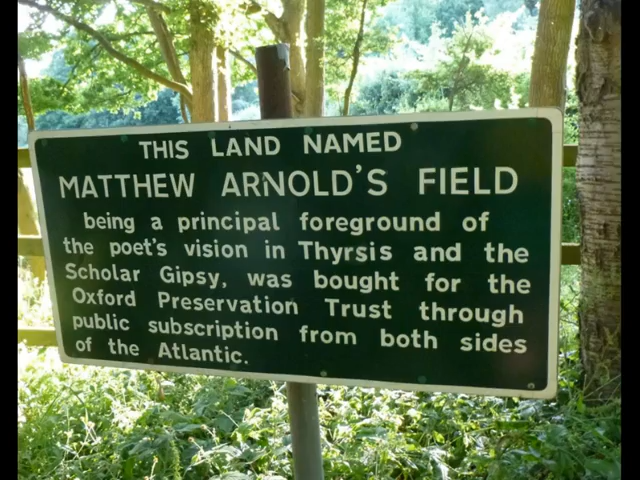 THIS LAND NAMED
MATTHEW ARNOLD'S FIELD
being a principal foreground of
the poet's vision in Thyrsis and the
Scholar Gipsy, was bought for the
Oxford Preservation Trust through
public subscription from both sides
of the Atlantic.